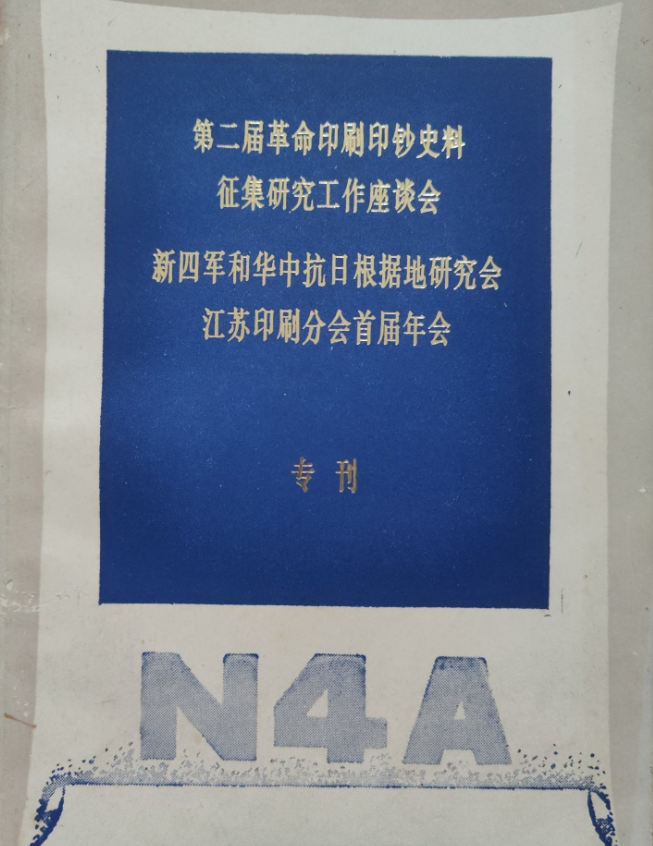 第二届革命印刷印钞史料
征集研究工作座谈会
新四军和华中抗日根据地研究会
江苏印刷分会首届年会
专刊
N4A